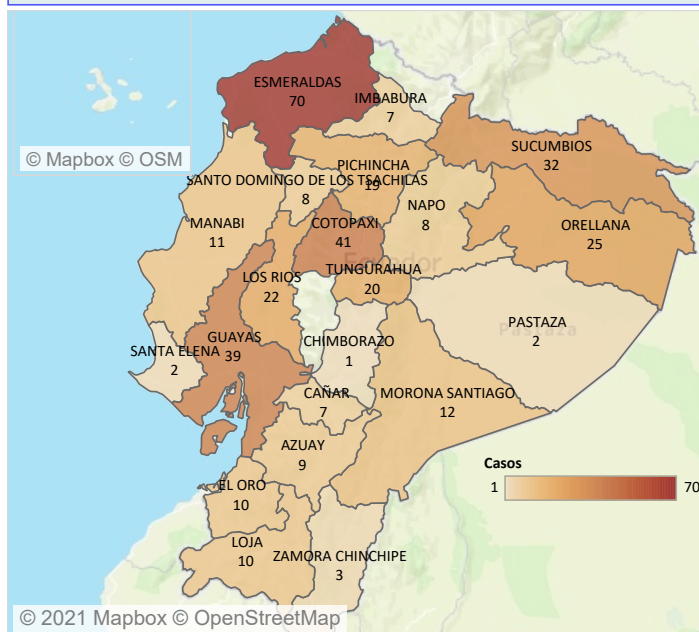 ESMERALDAS
70
IMBABURA
7
© Mapbox © OSM
SUCUMBIOS
32
PICHINCHA
19
SANTO DOMINGO DE LOS TSACHILAS
8
NAPO
8
MANABI
11
COTOPAXI
41
ORELLANA
25
Ecuador
LOS RIOS
22
TUNGURAHUA
20
PASTAZA
2
Pastaza
GUAYAS
39
SANTA ELENA
2
CHIMBORAZO
1
CAÑAR
7
MORONA SANTIAGO
12
AZUAY
9
Casos
1
70
EL ORO
10
LOJA
10
ZAMORA CHINCHIPE
3
© 2021 Mapbox © OpenStreetMap